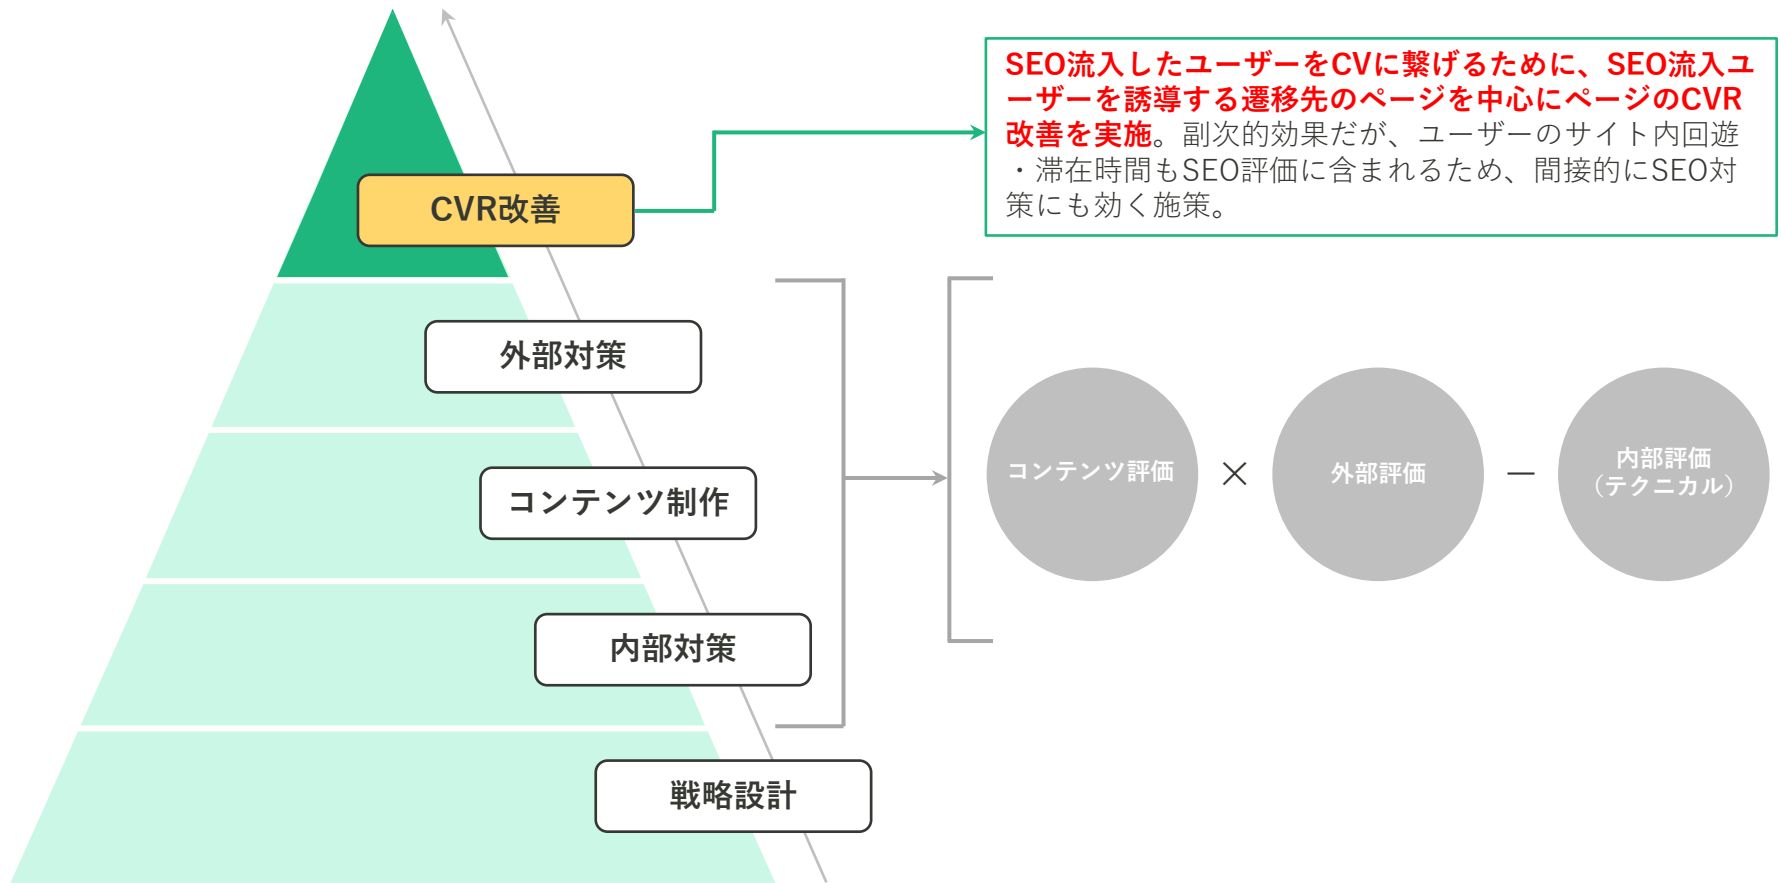 SEO流入したユーザーをCVに繋げるために、SEO流入ユ
ーザーを誘導する遷移先のページを中心にページのCVR
改善を実施。副次的効果だが、ユーザーのサイト内回遊
・滞在時間もSEO評価に含まれるため、間接的にSEO対
策にも効く施策。
CVR改善
外部対策
コンテンツ制作
内部対策
戦略設計
コンテンツ評価
×
外部評価
−
内部評価
（テクニカル）